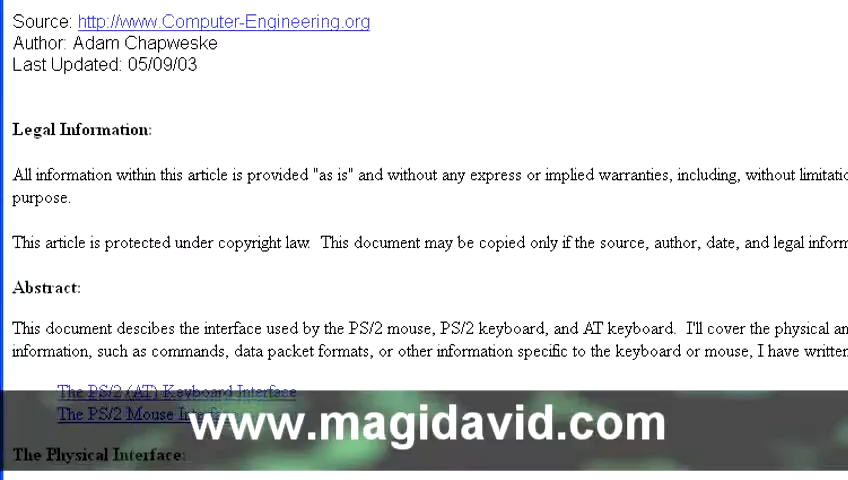 Source: http://www.Computer-Engineering.org
Author: Adam Chapweske
Last Updated: 05/09/03
Legal Information:
All information within this article is provided "as is" and without any express or implied warranties, including, without limitatio
purpose.
This article is protected under copyright law. This document may be copied only if the source, author, date, and legal inform
Abstract:
This document descibes the interface used by the PS/2 mouse, PS/2 keyboard, and AT keyboard. I'll cover the physical an
information, such as commands, data packet formats, or other information specific to the keyboard or mouse, I have written
The PS/2 (AT) Keyboard Interface
The PS/2 Mouse
www.magidavid.com
The Physical Interface: